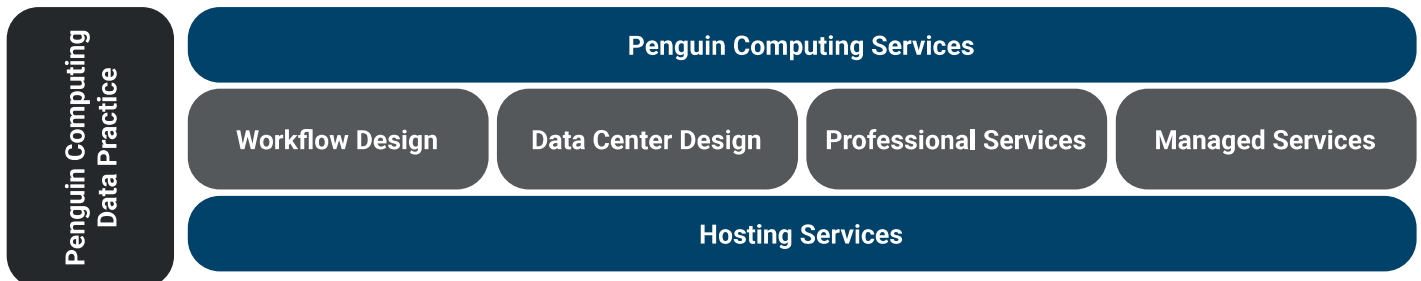 Penguin Computing
Data Practice
Penguin Computing Services
Workflow Design
Data Center Design
Professional Services
Managed Services
Hosting Services